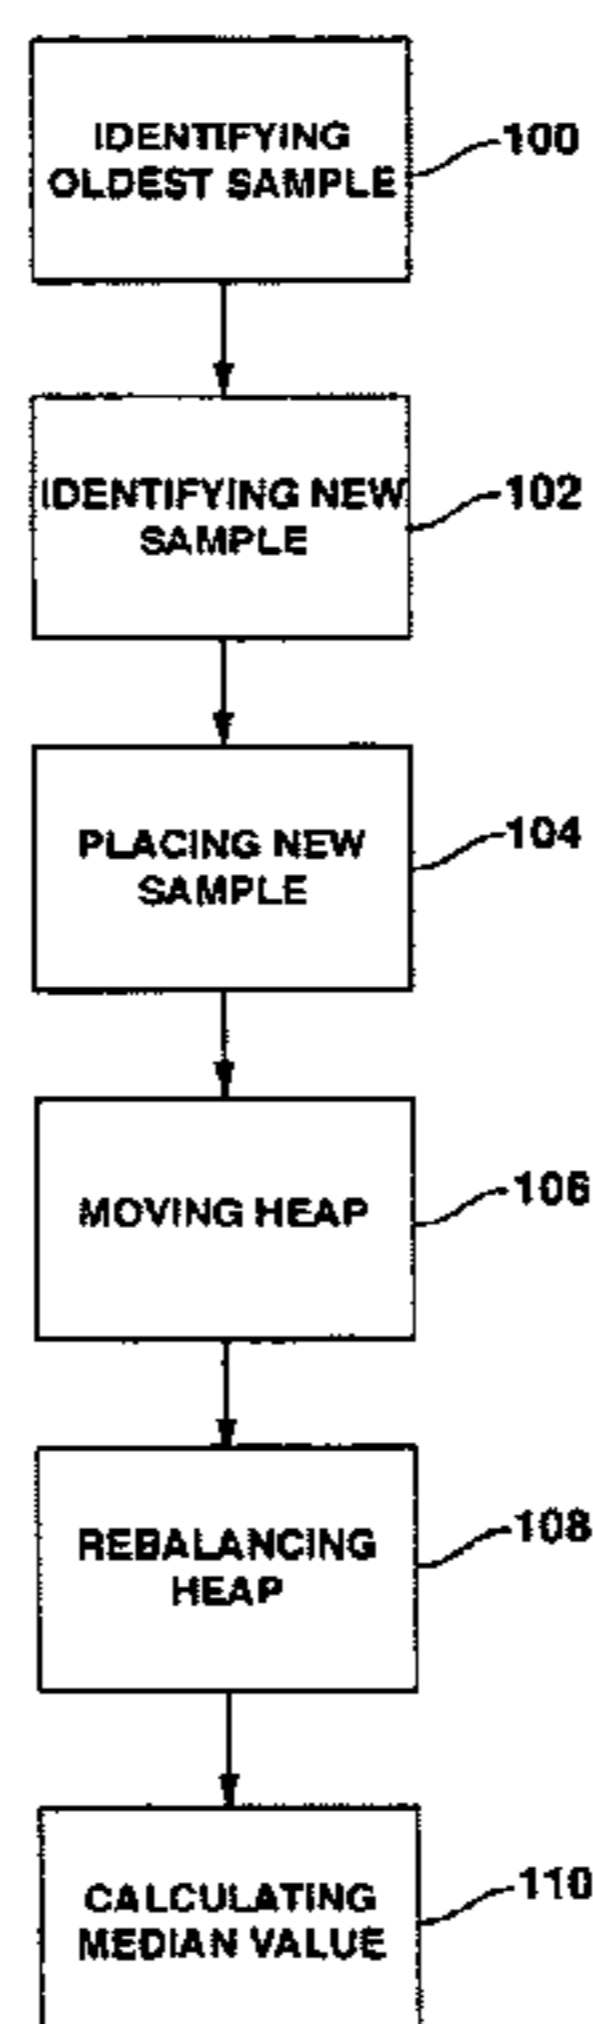 IDENTIFYING
OLDEST SAMPLE
100
IDENTIFYING NEW
SAMPLE
102
PLACING NEW
SAMPLE
104
MOVING HEAP
106
REBALANCING
HEAP
108
CALCULATING
MEDIAN VALUE
110